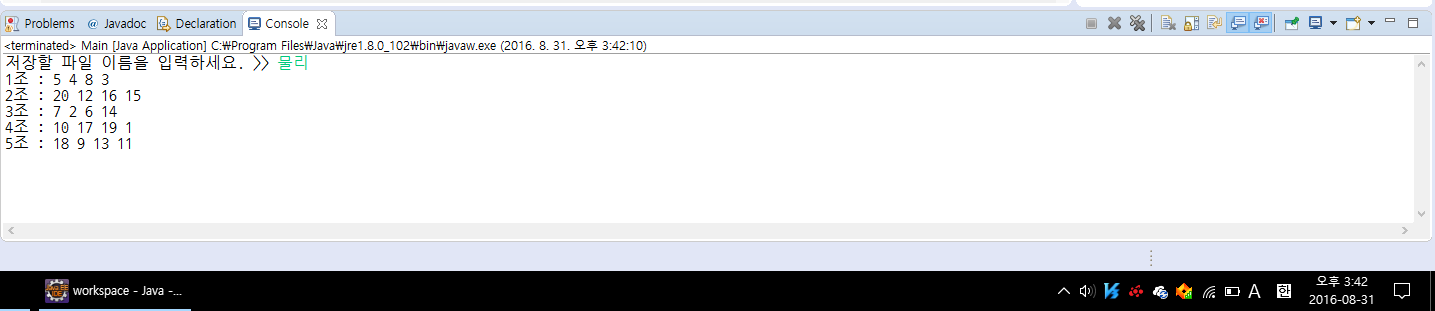 Problems @ Javadoc Declaration Console
<terminated> Main [Java Application] C:₩Program Files₩Java₩jre1.8.0_102₩bin₩javaw.exe (2016. 8. 31. 오후 3:42:10)
저장할 파일 이름을 입력하세요. >> 물리
1조 : 5 4 8 3
2조 : 20 12 16 15
3조 : 7 2 6 14
4조 : 10 17 19 1
5조 : 18 9 13 11
workspace - Java -...
A 한
오후 3:42
2016-08-31